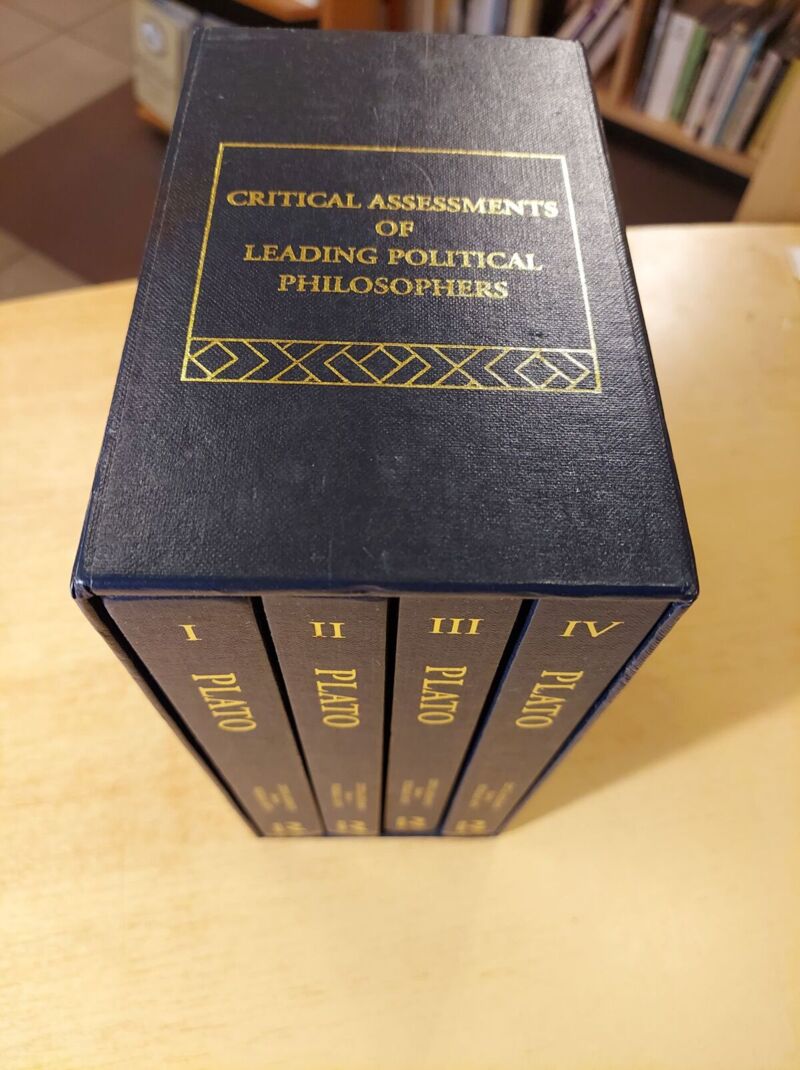 CRITICAL ASSESSMENTS
OF
LEADING POLITICAL
PHILOSOPHERS
I
PLATO
II
PLATO
III
PLATO
IV
PLATO